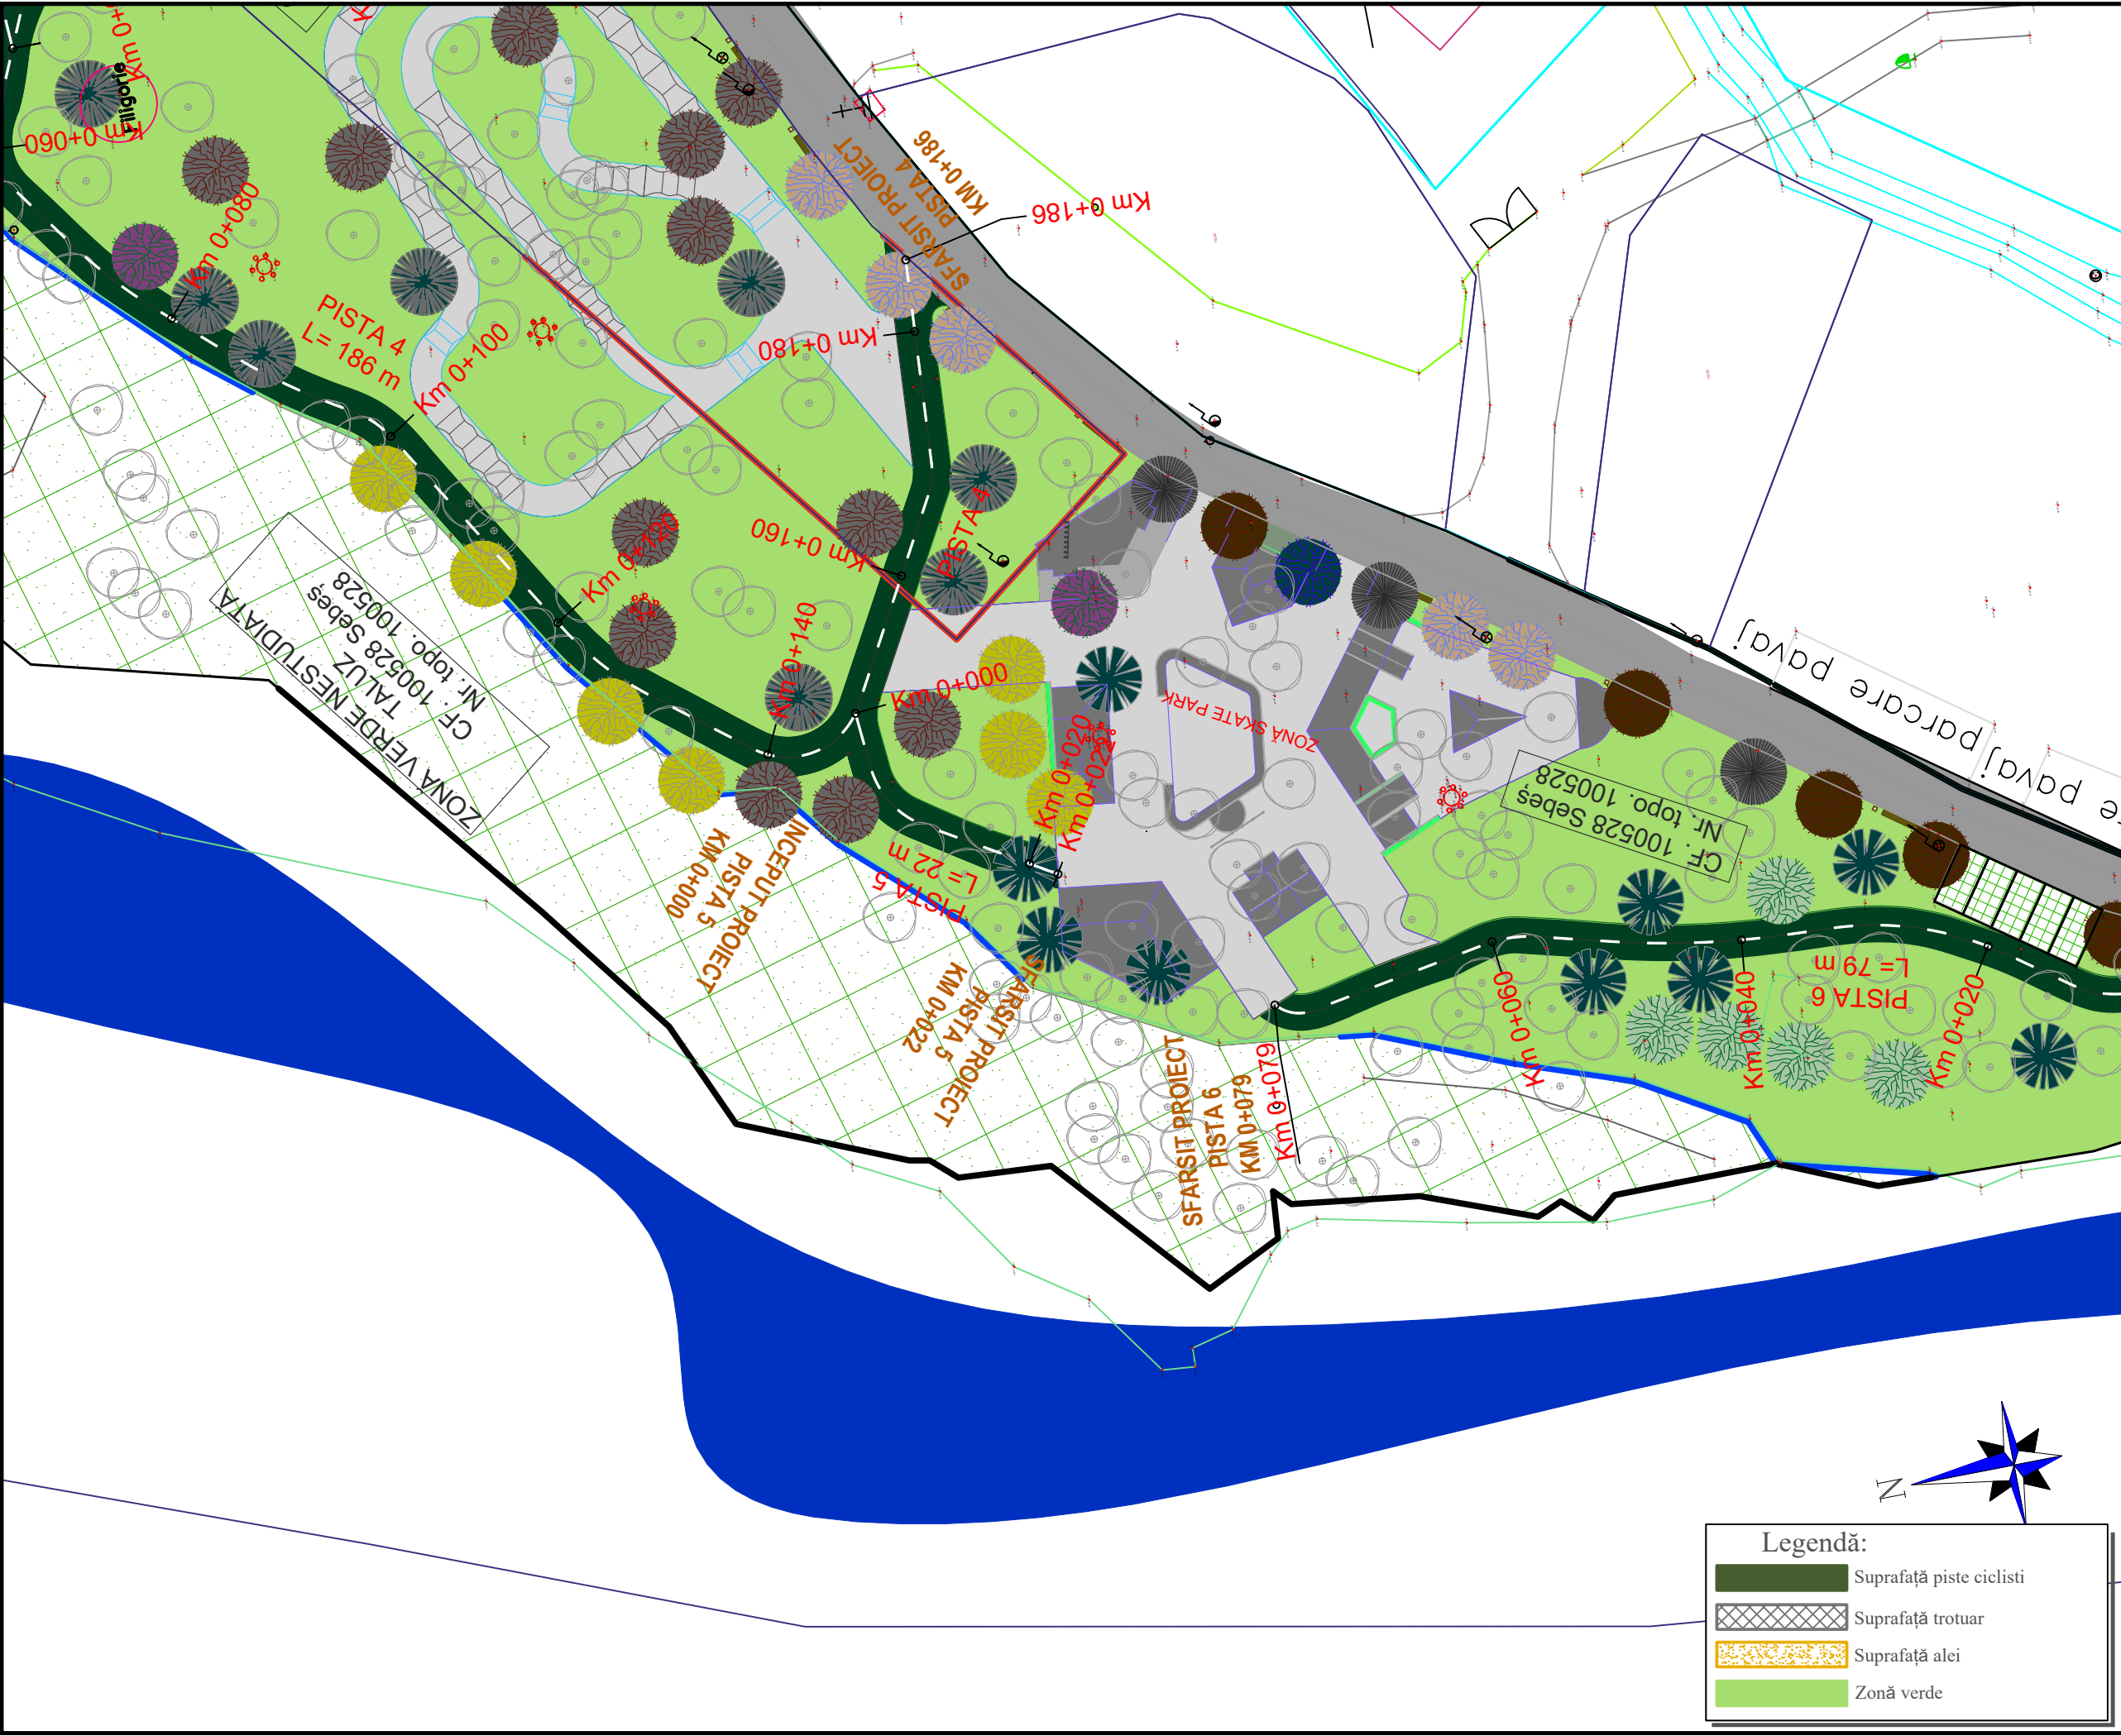 Km 0+060
filigorie
Km 0+080
PISTA 4
L= 186 m
Km 0+100
SFARSIT PROIECT
PISTA 4
KM 0+186
Km 0+186
Km 0+180
Km 0+120
Km 0+160
PISTA 4
Km 0+140
Km 0+000
Km 0+020
Km 0+022
ZONĂ SKATE PARK
ZONĂ VERDE NESTUDIATA
TALUZ
CF. 100528 Sebeș
Nr. topo. 100528
CF. 100528 Sebeș
Nr. topo. 100528
parcare pavaj
pavaj
INCEPUT PROIECT
PISTA 5
KM 0+000
PISTA 5
L= 22 m
SFARSIT PROIECT
PISTA 5
KM 0+022
SFARSIT PROIECT
PISTA 6
KM 0+079
Km 0+079
Km 0+060
Km 0+040
PISTA 6
L= 79 m
Km 0+020
N
Legendă:
Suprafață piste ciclisti
Suprafață trotuar
Suprafață alei
Zonă verde